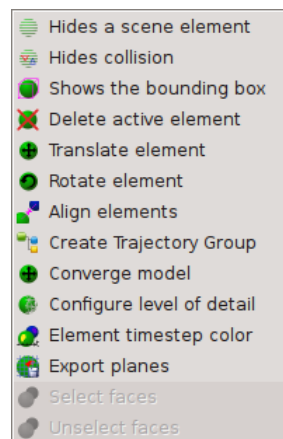 Hides a scene element
Hides collision
Shows the bounding box
Delete active element
Translate element
Rotate element
Align elements
Create Trajectory Group
Converge model
Configure level of detail
Element timestep color
Export planes
Select faces
Unselect faces